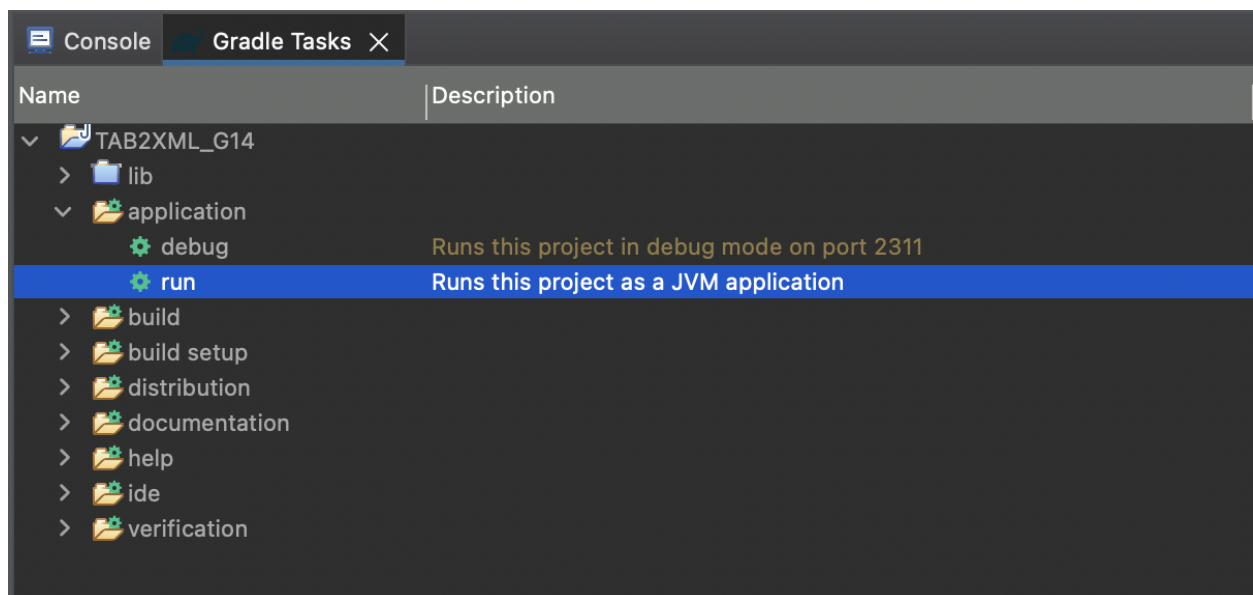 Console Gradle Tasks
Name Description
TAB2XML_G14
lib
application
debug Runs this project in debug mode on port 2311
run Runs this project as a JVM application
build
build setup
distribution
documentation
help
ide
verification